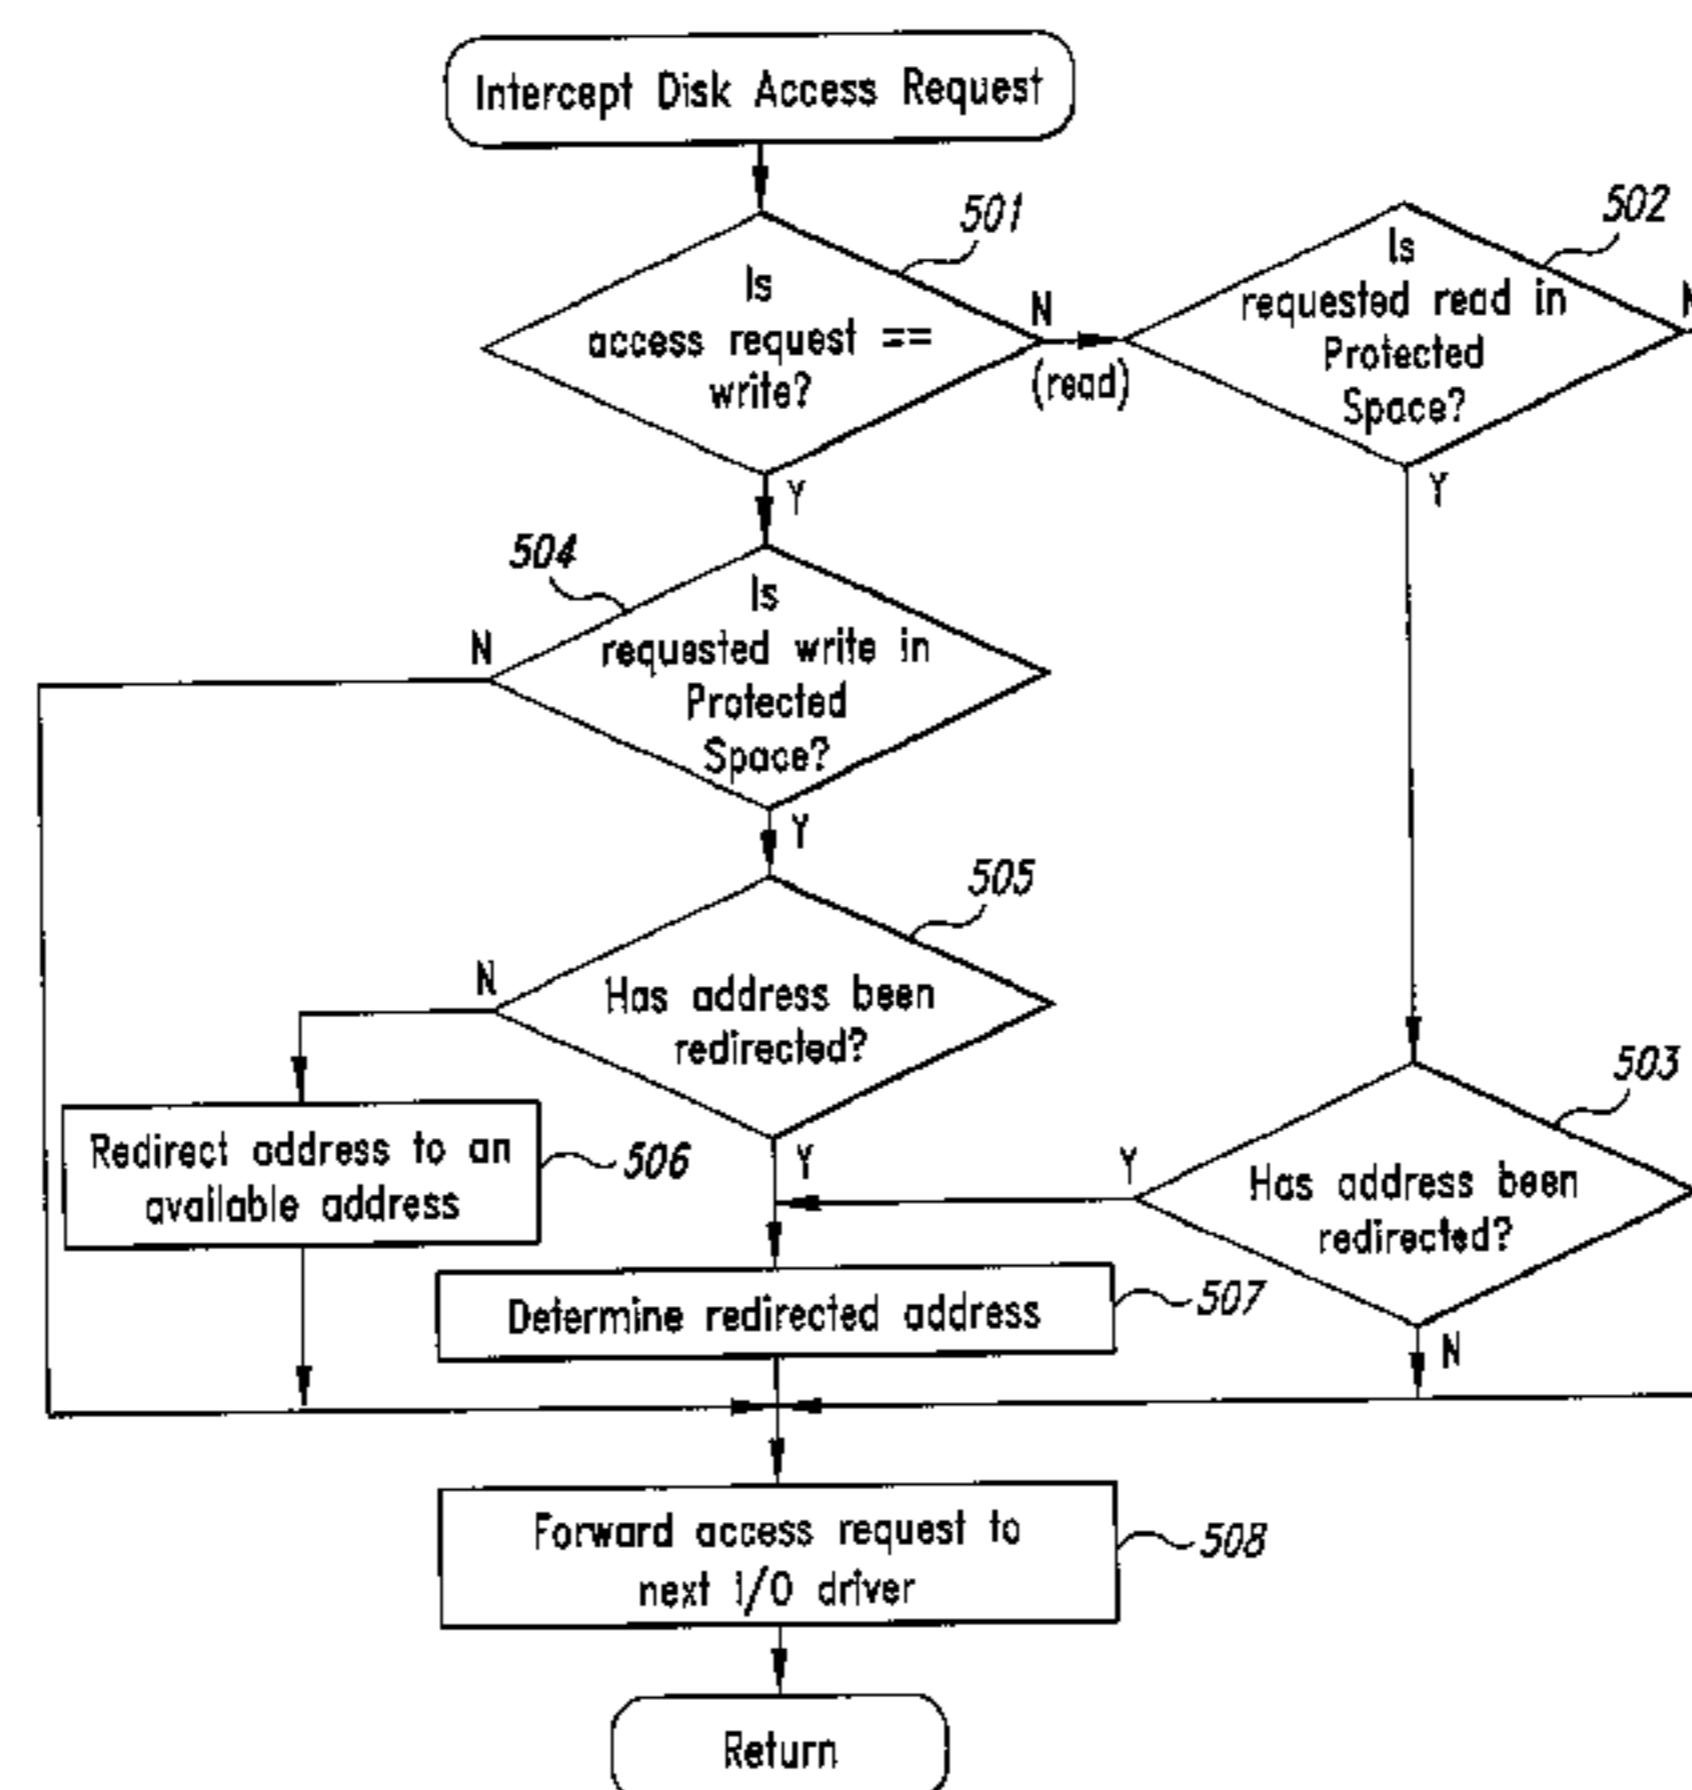 Intercept Disk Access Request
501
Is
access request ==
write?
N
(read)
Y
502
Is
requested read in
Protected
Space?
N
Y
504
Is
requested write in
Protected
Space?
N
Y
505
Has address been
redirected?
N
Y
503
Has address been
redirected?
Y
N
Redirect address to an
available address
506
Determine redirected address
507
Forward access request to
next i/O driver
508
Return